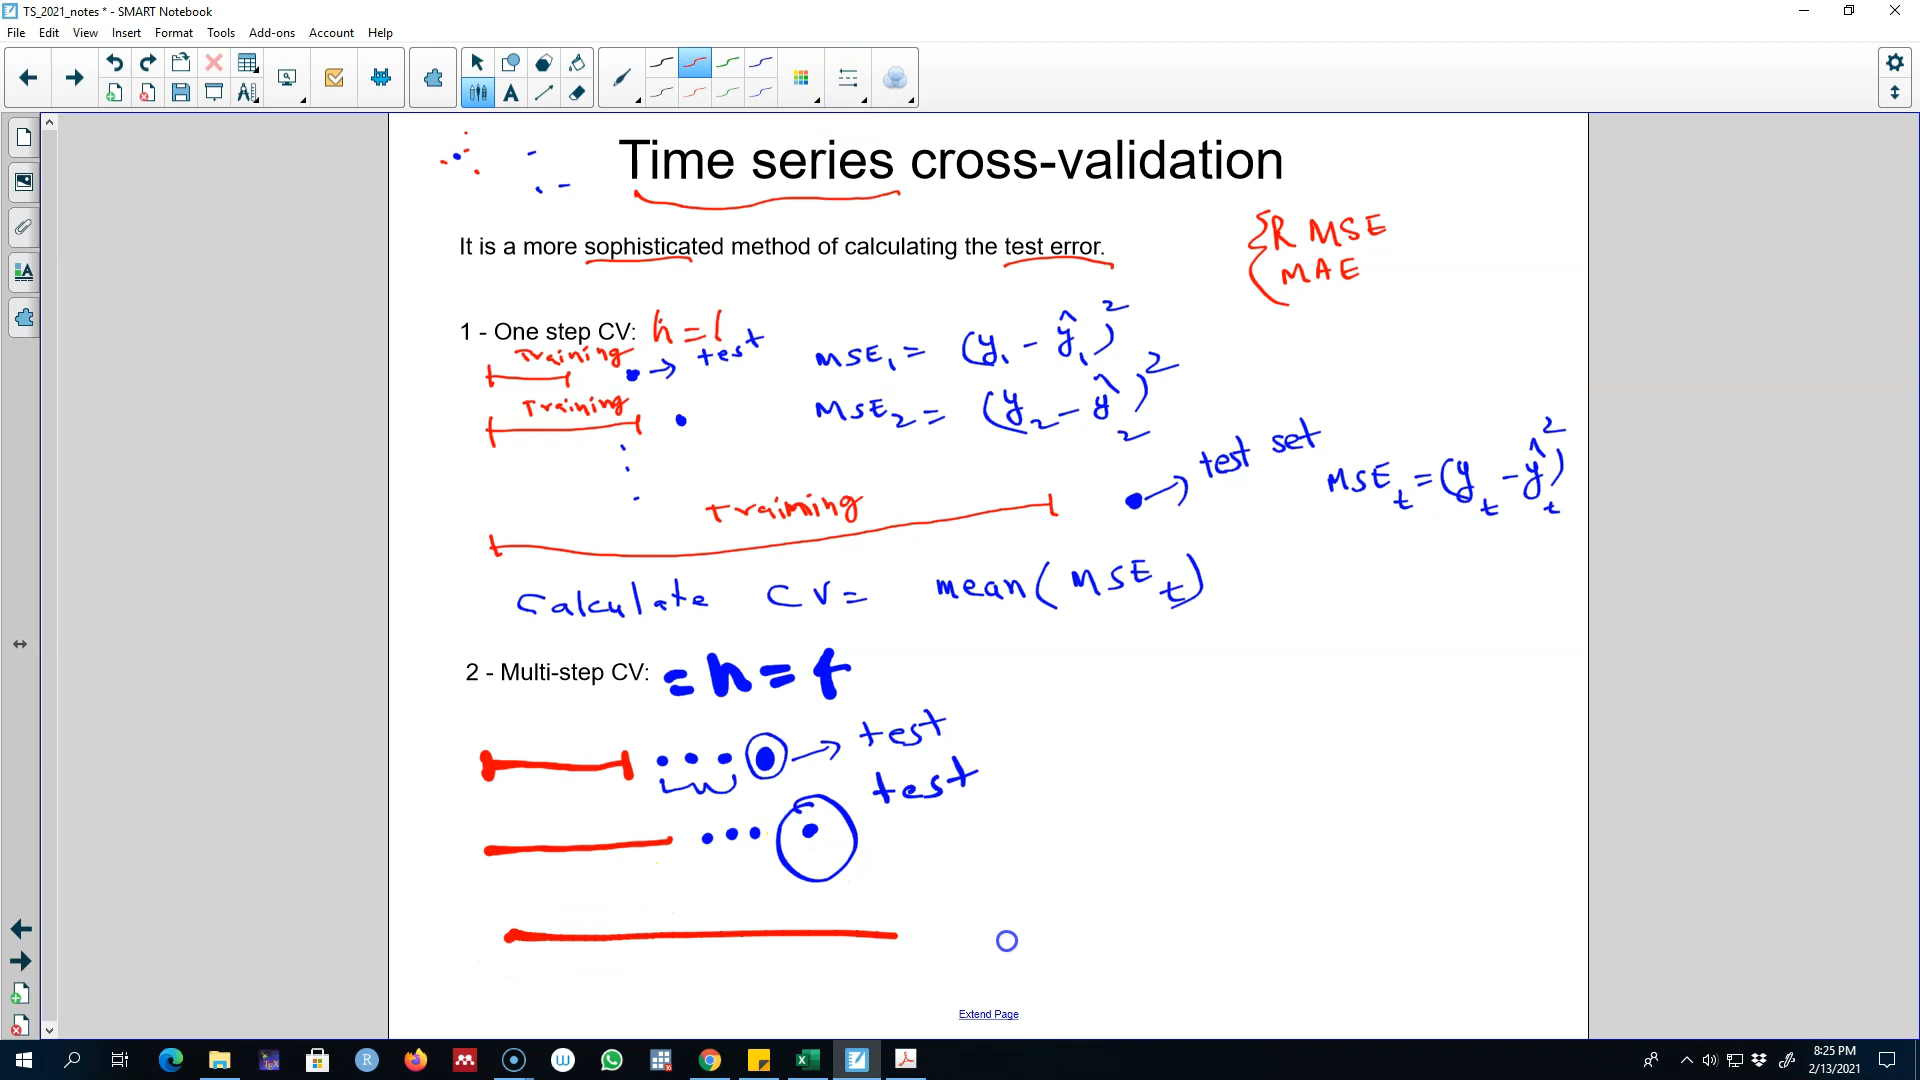 TS_2021_notes * - SMART Notebook
File Edit View Insert Format Tools Add-ons Account Help
Time series cross-validation
It is a more sophisticated method of calculating the test error.
R MSE
MAE
1 - One step CV: h = 1
Training
test
MSE₁ = (y₁ - ŷ₁)²
Training
MSE₂ = (y₂ - ŷ₂)²
test set
MSEₜ = (yₜ - ŷₜ)²
Training
Calculate CV = mean(MSEₜ)
2 - Multi-step CV: = h = 4
test
test
Extend Page
8:25 PM
2/13/2021